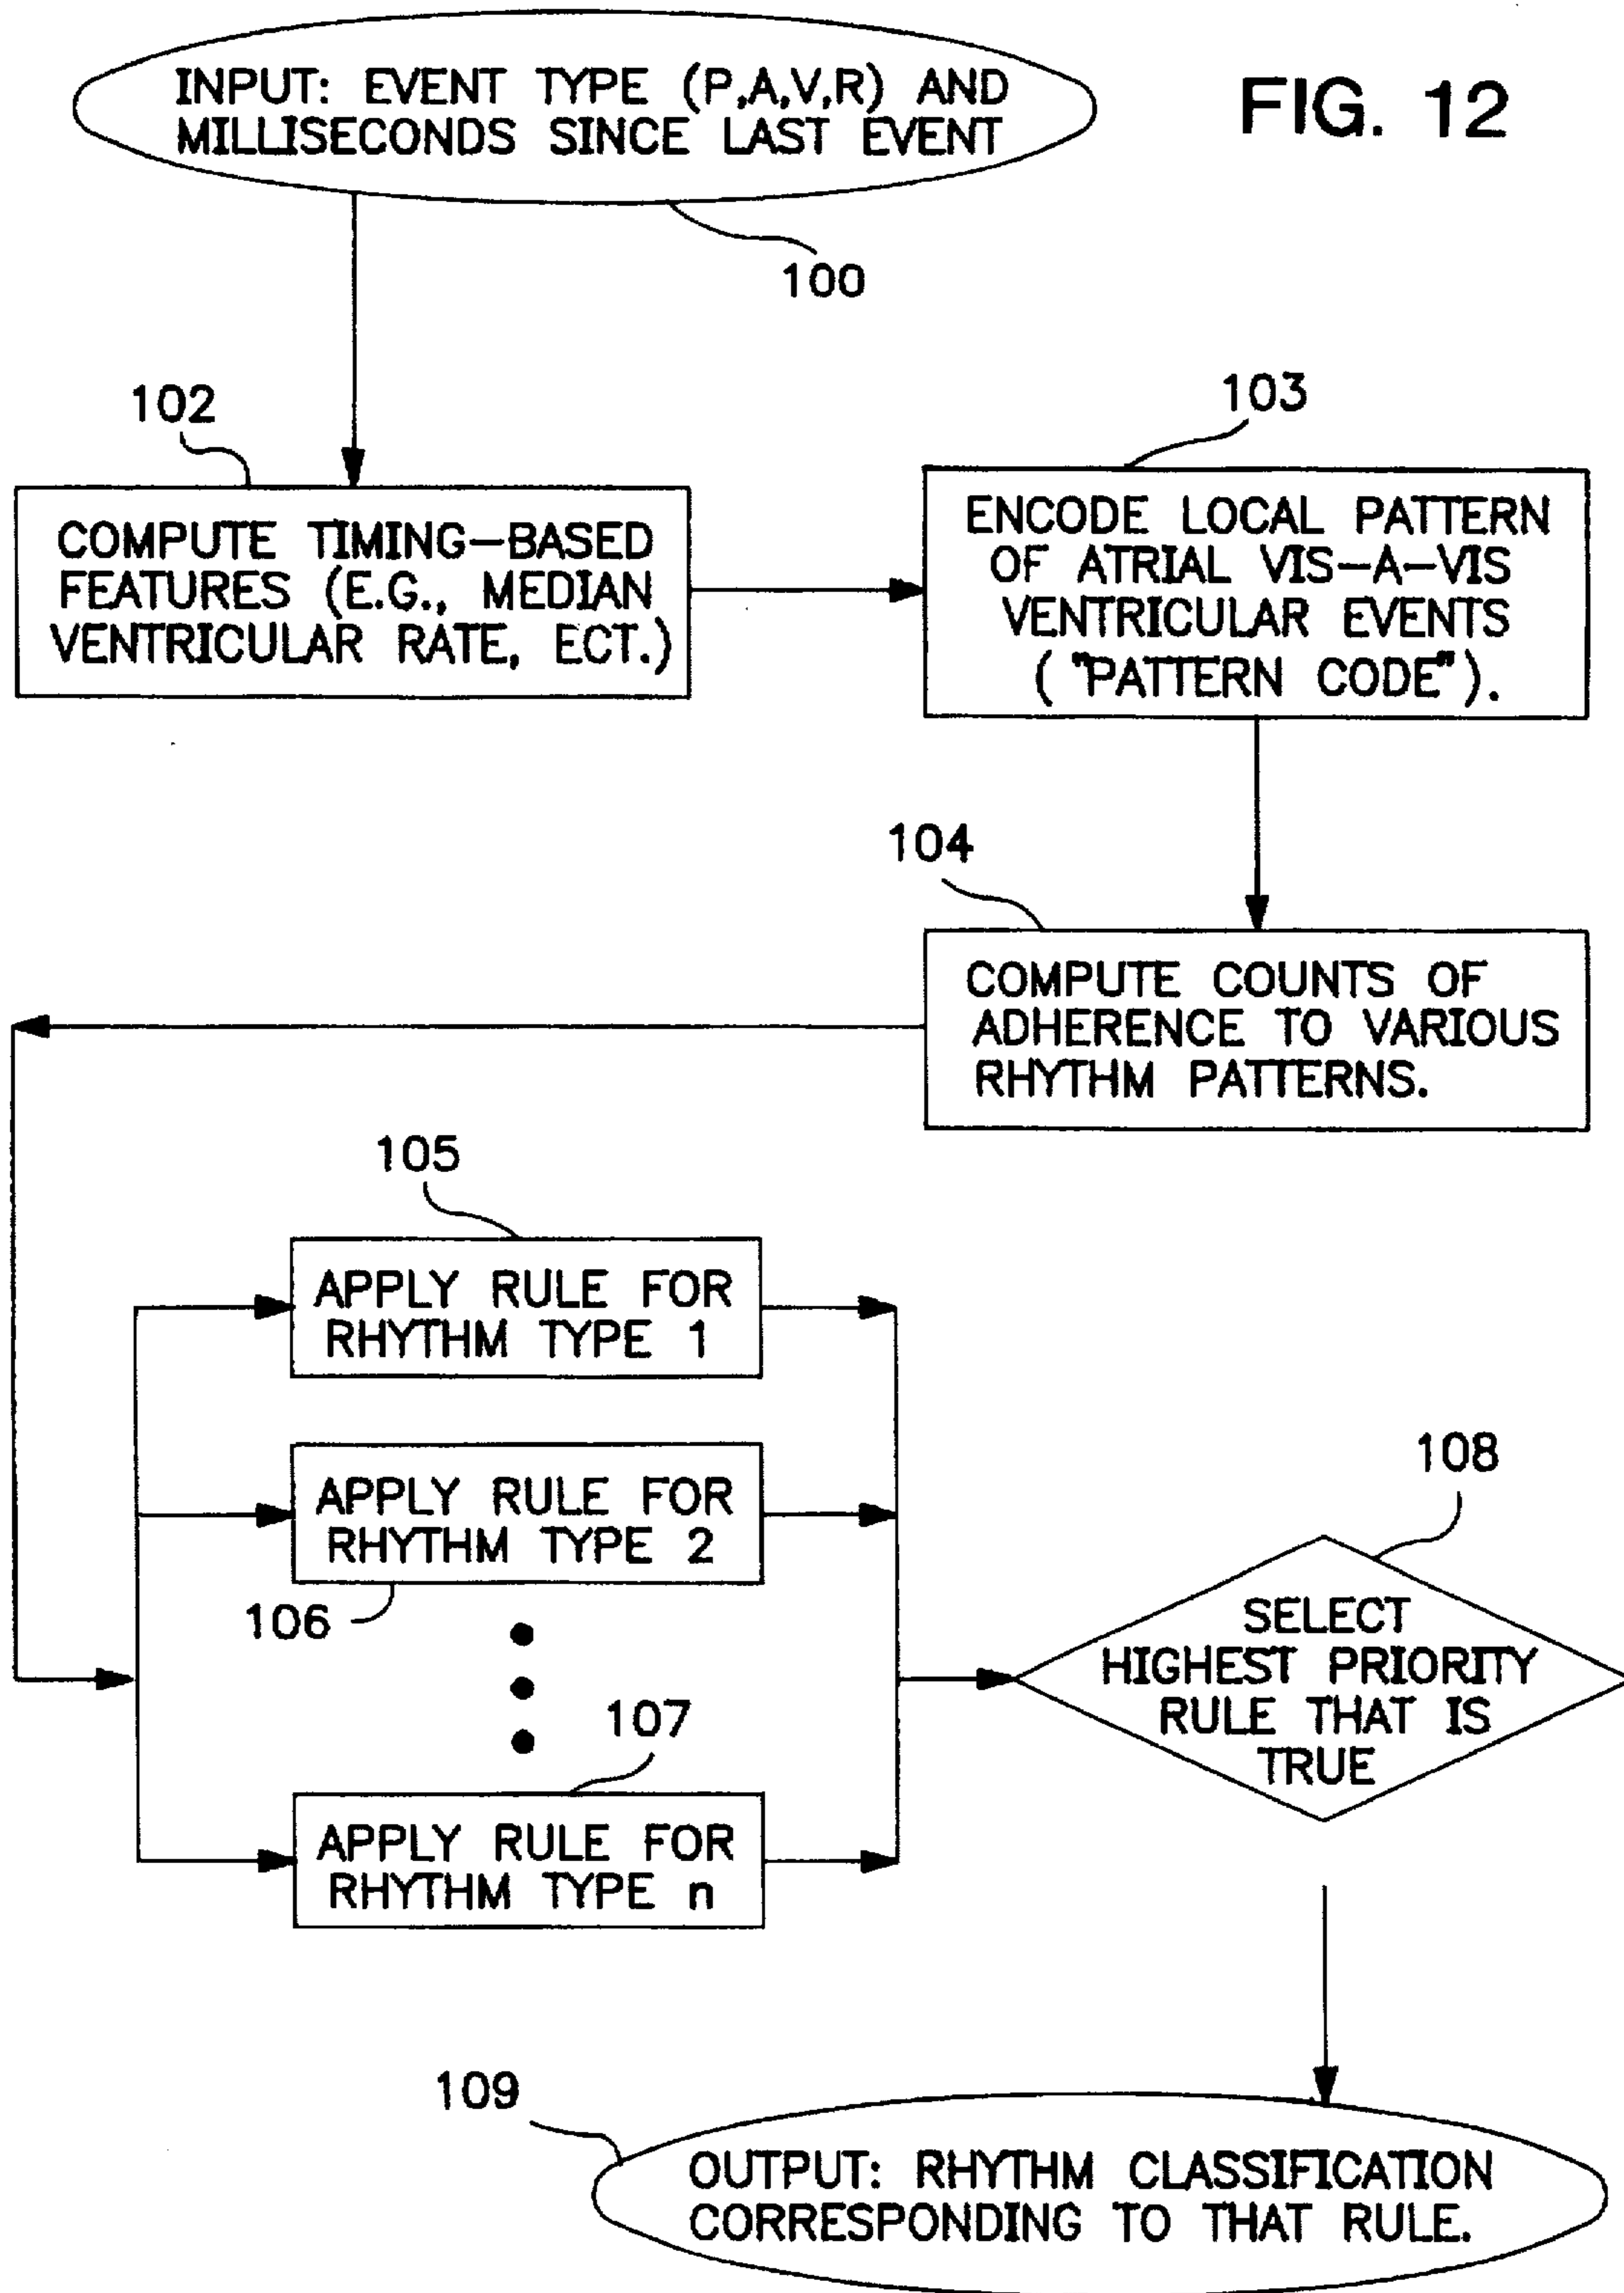 INPUT: EVENT TYPE (P,A,V,R) AND
MILLISECONDS SINCE LAST EVENT
FIG. 12
100
102
COMPUTE TIMING-BASED
FEATURES (E.G., MEDIAN
VENTRICULAR RATE, ECT.)
103
ENCODE LOCAL PATTERN
OF ATRIAL VIS-A-VIS
VENTRICULAR EVENTS
( "PATTERN CODE").
104
COMPUTE COUNTS OF
ADHERENCE TO VARIOUS
RHYTHM PATTERNS.
105
APPLY RULE FOR
RHYTHM TYPE 1
APPLY RULE FOR
RHYTHM TYPE 2
106
107
APPLY RULE FOR
RHYTHM TYPE n
108
SELECT
HIGHEST PRIORITY
RULE THAT IS
TRUE
109
OUTPUT: RHYTHM CLASSIFICATION
CORRESPONDING TO THAT RULE.